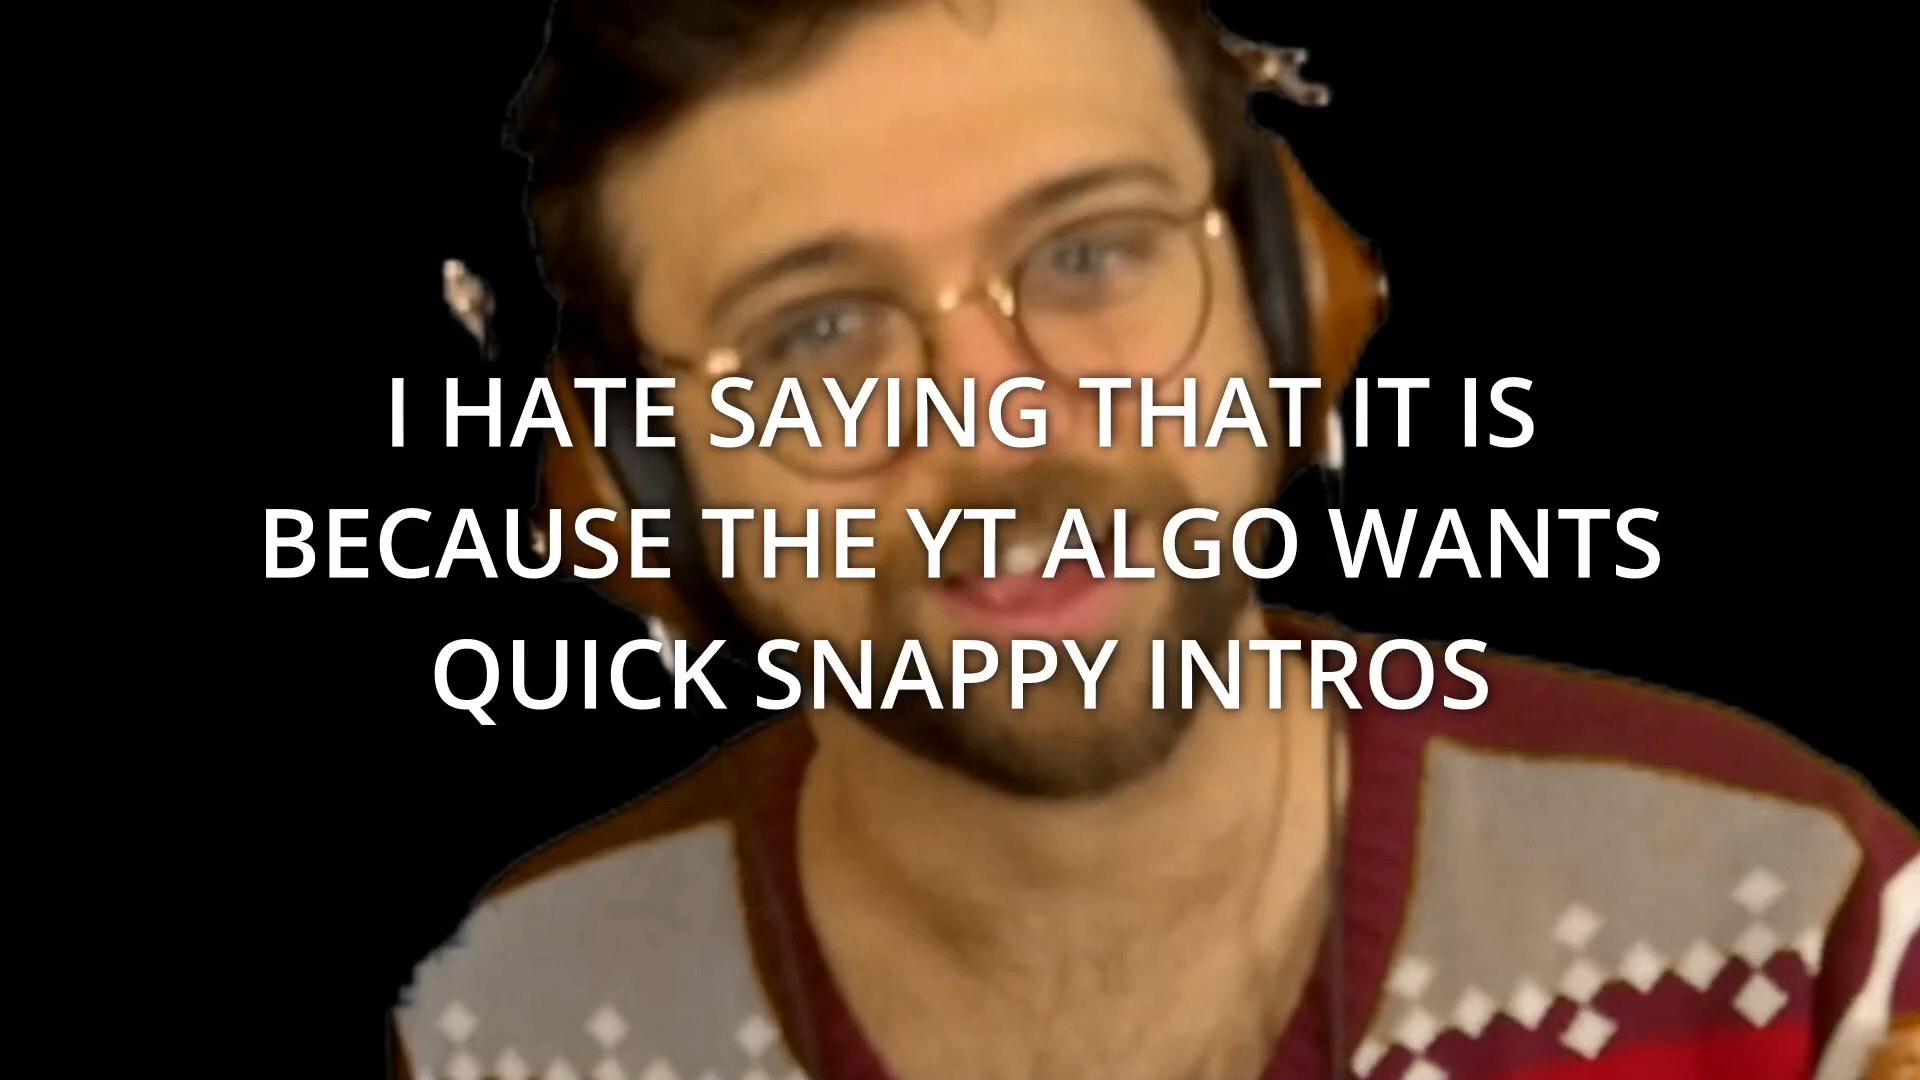 I HATE SAYING THAT IT IS
BECAUSE THE YT ALGO WANTS
QUICK SNAPPY INTROS